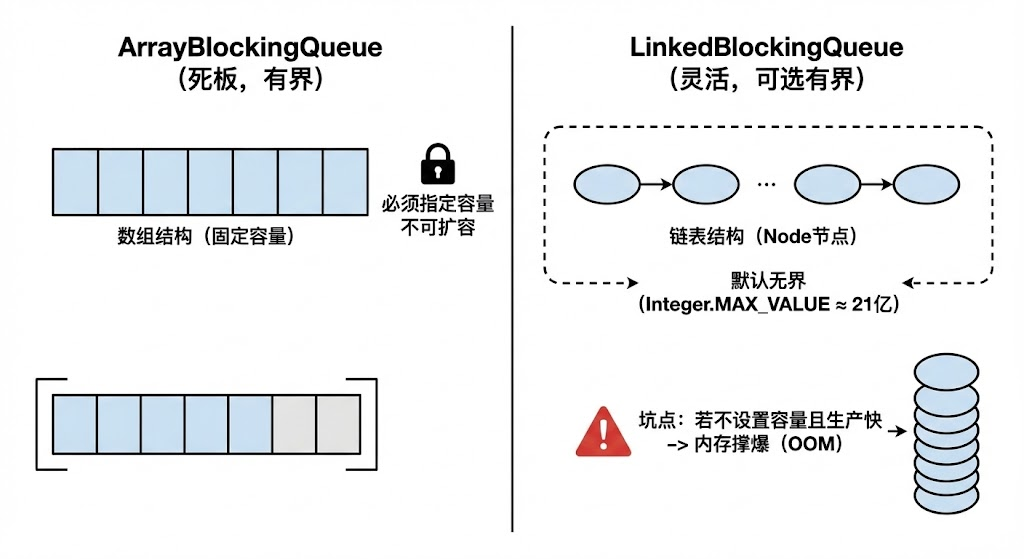 ArrayBlockingQueue
（死板，有界）
必须指定容量
不可扩容
数组结构（固定容量）
LinkedBlockingQueue
（灵活，可选有界）
...
链表结构（Node节点）
默认无界
（Integer.MAX_VALUE ≈ 21亿）
坑点：若不设置容量且生产快
–> 内存撑爆（OOM）